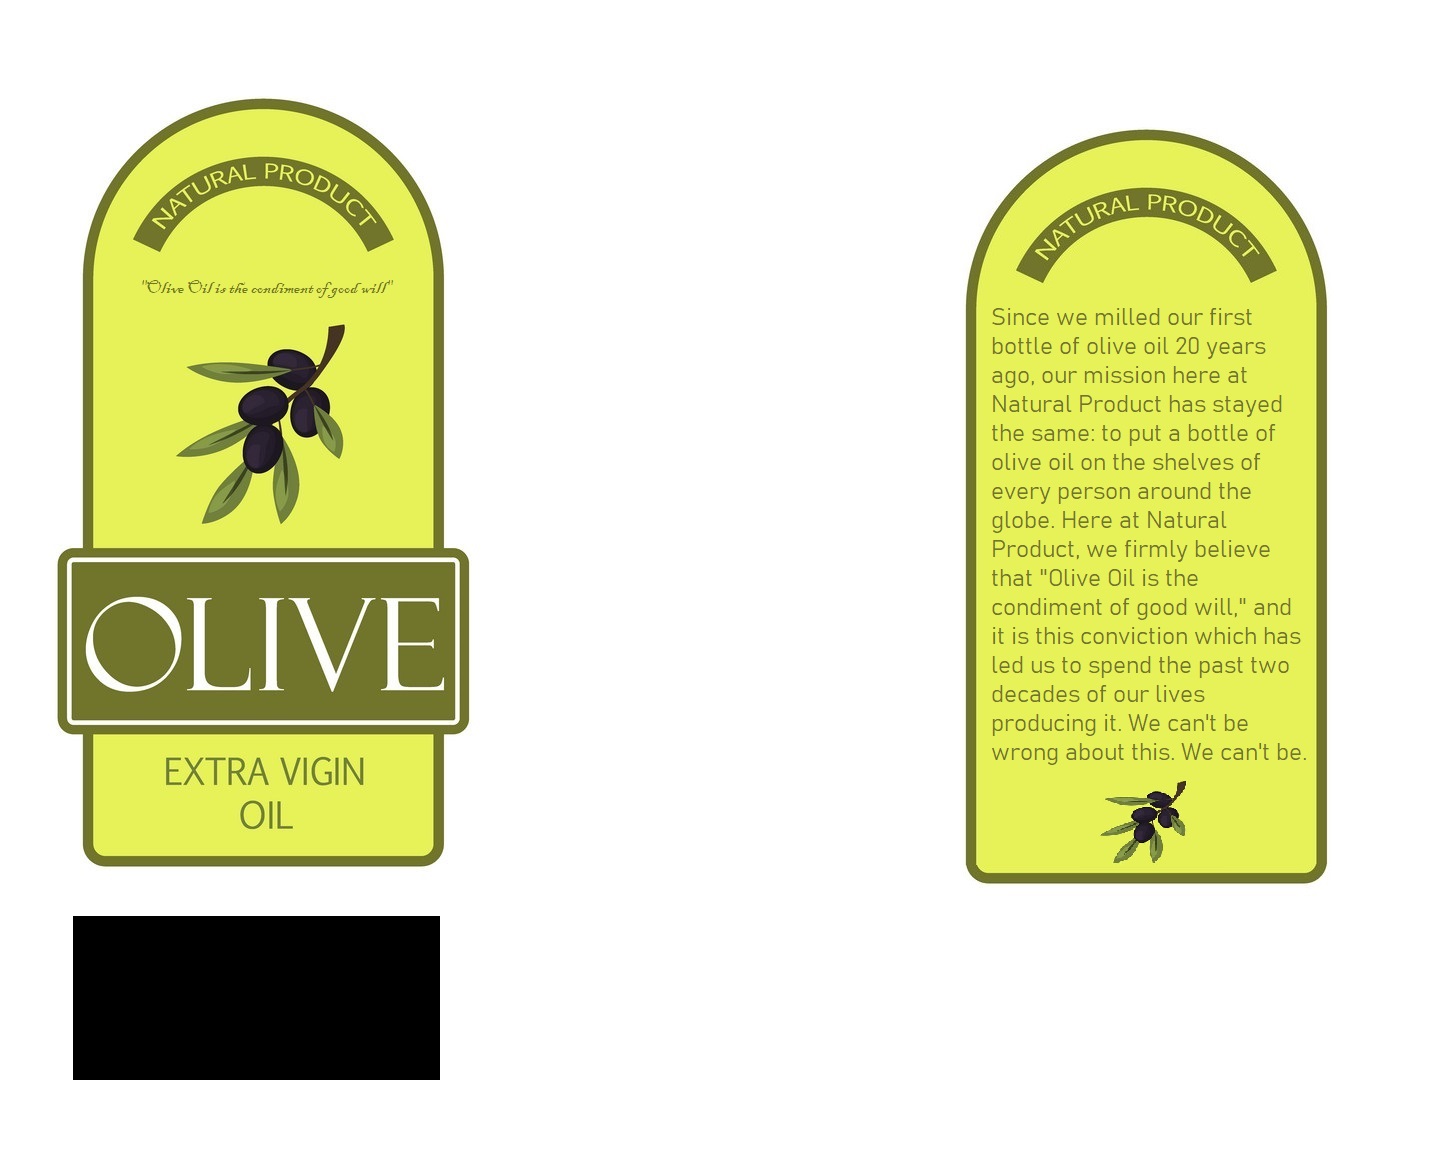 NATURAL PRODUCT
"Olive Oil is the condiment of good will"
OLIVE
EXTRA VIGIN
OIL
NATURAL PRODUCT
Since we milled our first
bottle of olive oil 20 years
ago, our mission here at
Natural Product has stayed
the same: to put a bottle of
olive oil on the shelves of
every person around the
globe. Here at Natural
Product, we firmly believe
that "Olive Oil is the
condiment of good will," and
it is this conviction which has
led us to spend the past two
decades of our lives
producing it. We can't be
wrong about this. We can't be.